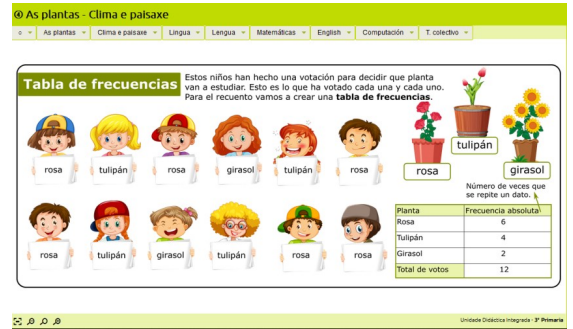 As plantas - Clima e paisaxe
o As plantas Clima e paisaxe Lingua Lengua Matemáticas English Computación T. colectivo
Tabla de frecuencias
Estos niños han hecho una votación para decidir que planta
van a estudiar. Esto es lo que ha votado cada una y cada uno.
Para el recuento vamos a crear una tabla de frecuencias.
rosa tulipán rosa girasol tulipán rosa
rosa tulipán girasol tulipán rosa rosa
rosa
tulipán
girasol
Número de veces que
se repite un dato.
Planta Frecuencia absoluta
Rosa 6
Tulipán 4
Girasol 2
Total de votos 12
Unidade Didáctica Integrada - 3º Primaria